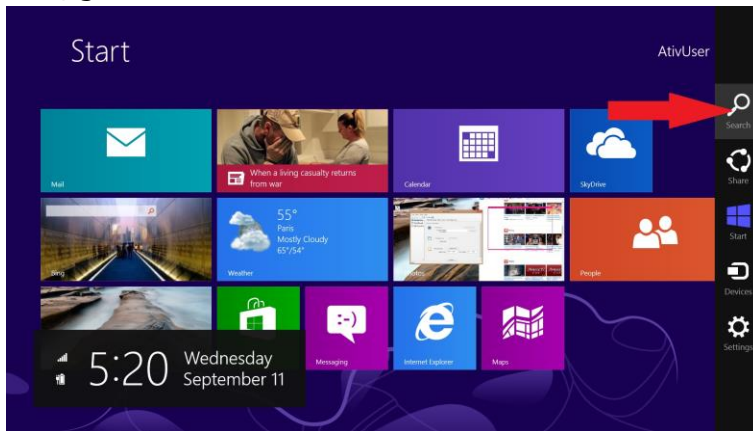 Start
AtivUser
Search
Share
Start
Devices
Settings
Mail
When a living casualty returns
from war
Calendar
SkyDrive
Bing
55°
Paris
Mostly Cloudy
65°/54°
Weather
People
:-)
Messaging
Internet Explorer
Maps
5:20
Wednesday
September 11